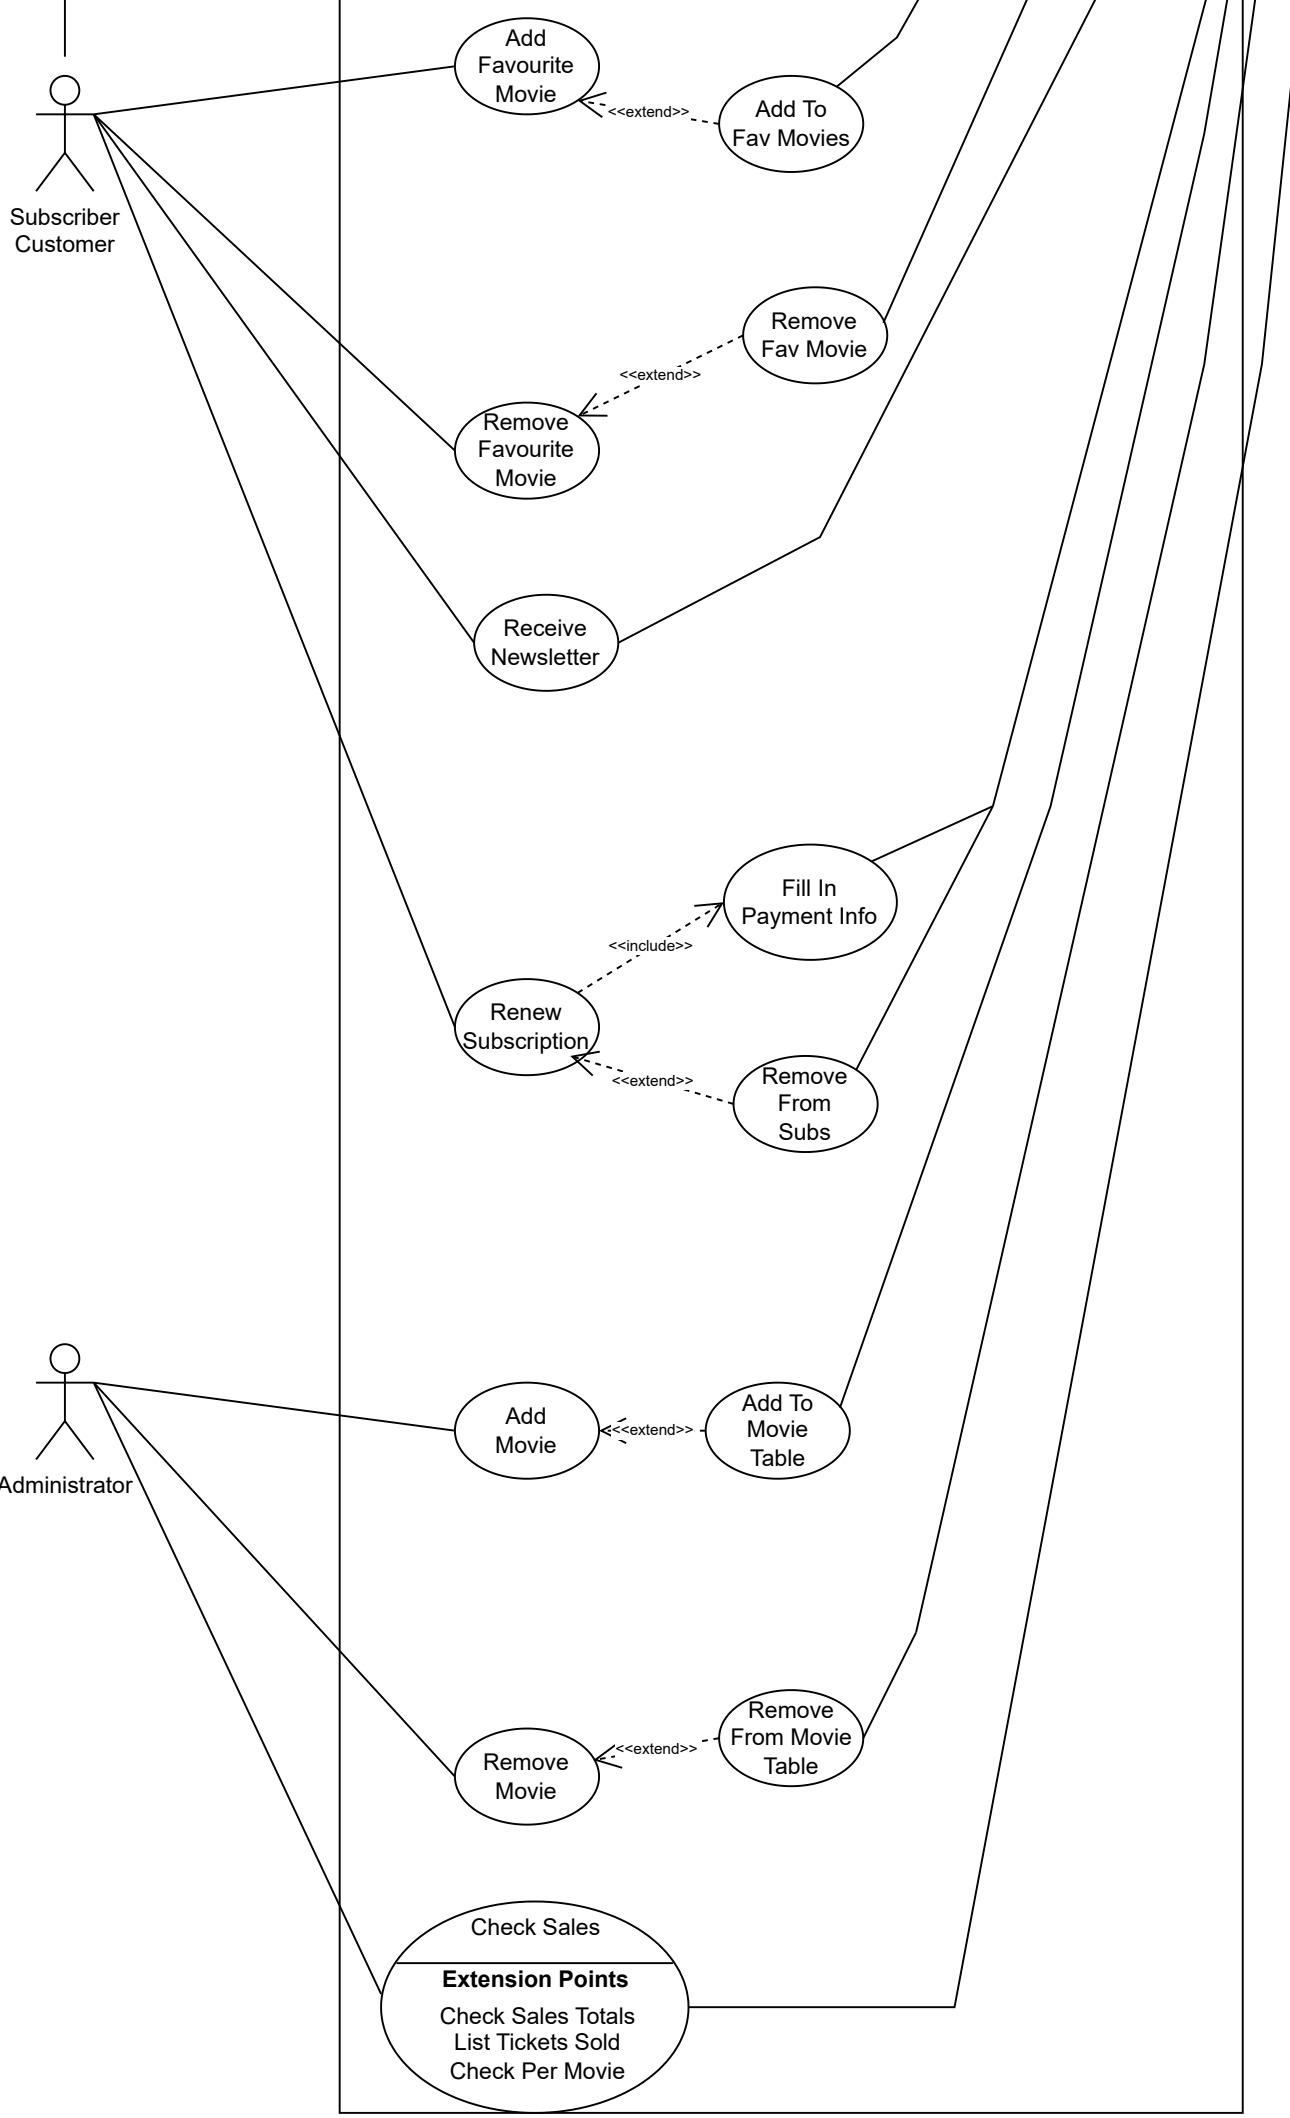 Add
Favourite
Movie
<<extend>>
Add To
Fav Movies
Subscriber
Customer
Remove
Fav Movie
<<extend>>
Remove
Favourite
Movie
Receive
Newsletter
Fill In
Payment Info
<<include>>
Renew
Subscription
<<extend>>
Remove
From
Subs
Administrator
Add
Movie
<<extend>>
Add To
Movie
Table
Remove
From Movie
Table
<<extend>>
Remove
Movie
Check Sales
Extension Points
Check Sales Totals
List Tickets Sold
Check Per Movie